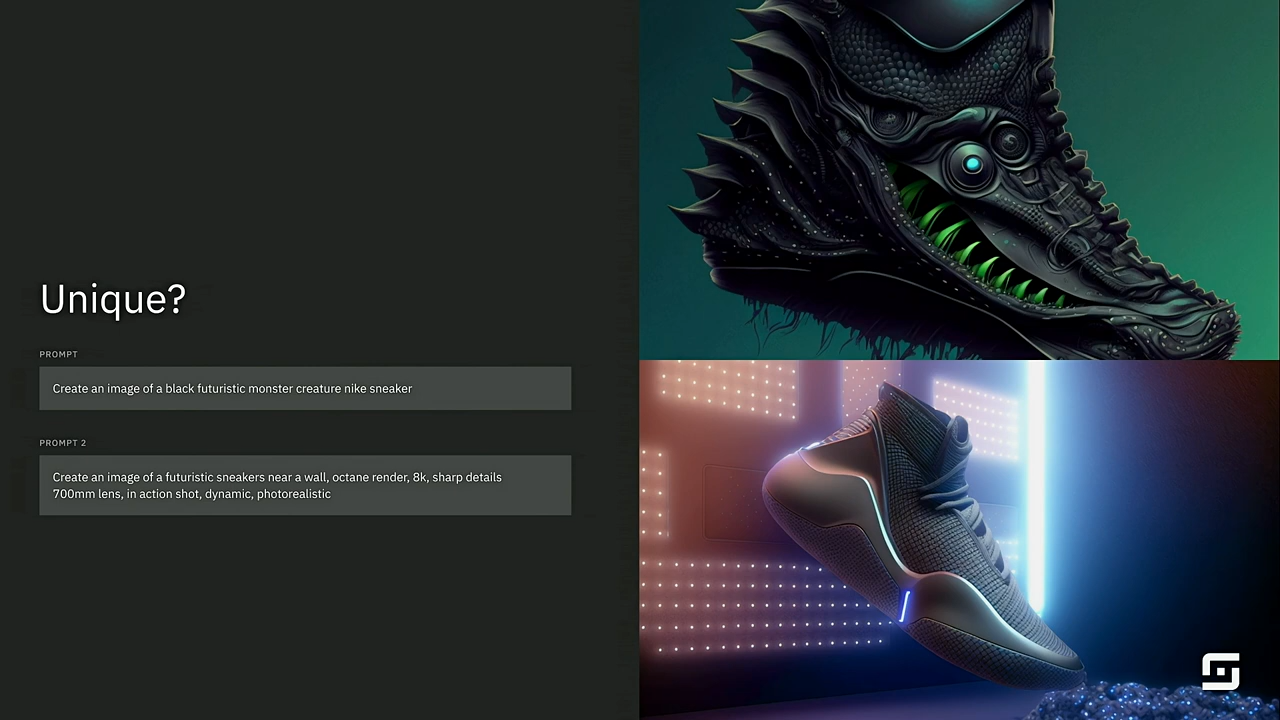 Unique?
PROMPT
Create an image of a black futuristic monster creature nike sneaker
PROMPT 2
Create an image of a futuristic sneakers near a wall, octane render, 8k, sharp details
700mm lens, in action shot, dynamic, photorealistic